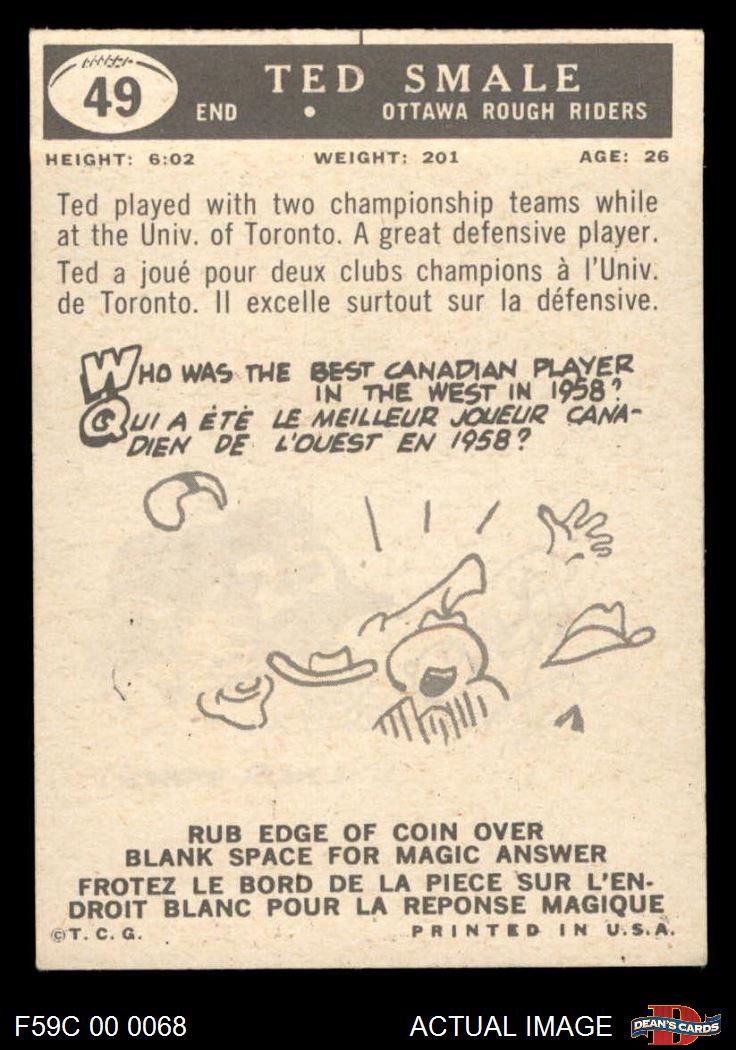 49
TED SMALE
END • OTTAWA ROUGH RIDERS
HEIGHT: 6:02 WEIGHT: 201 AGE: 26
Ted played with two championship teams while
at the Univ. of Toronto. A great defensive player.
Ted a joué pour deux clubs champions à l'Univ.
de Toronto. Il excelle surtout sur la défensive.
WHO WAS THE BEST CANADIAN PLAYER
IN THE WEST IN 1958?
QUI A ÉTÉ LE MEILLEUR JOUEUR CANA-
DIEN DE L'OUEST EN 1958?
RUB EDGE OF COIN OVER
BLANK SPACE FOR MAGIC ANSWER
FROTEZ LE BORD DE LA PIECE SUR L'EN-
DROIT BLANC POUR LA REPONSE MAGIQUE
©T. C. G. PRINTED IN U.S.A.
F59C 00 0068 ACTUAL IMAGE DEAN'S CARDS